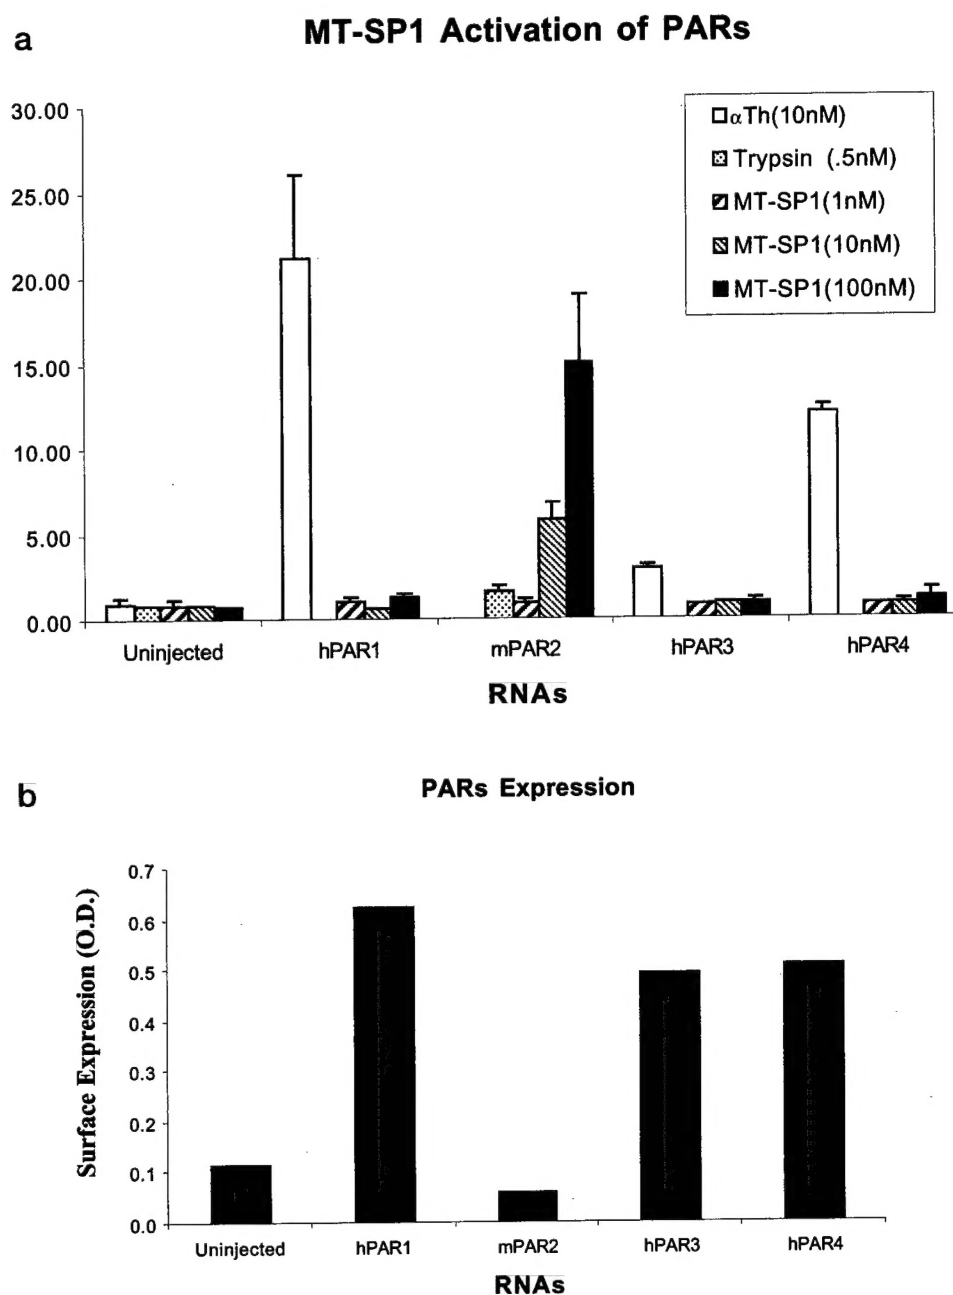 a
MT-SP1 Activation of PARs
30.00
25.00
20.00
15.00
10.00
5.00
0.00
αTh(10nM)
Trypsin (.5nM)
MT-SP1(1nM)
MT-SP1(10nM)
MT-SP1(100nM)
Uninjected hPAR1 mPAR2 hPAR3 hPAR4
RNAs
b
PARs Expression
Surface Expression (O.D.)
0.7
0.6
0.5
0.4
0.3
0.2
0.1
0.0
Uninjected hPAR1 mPAR2 hPAR3 hPAR4
RNAs